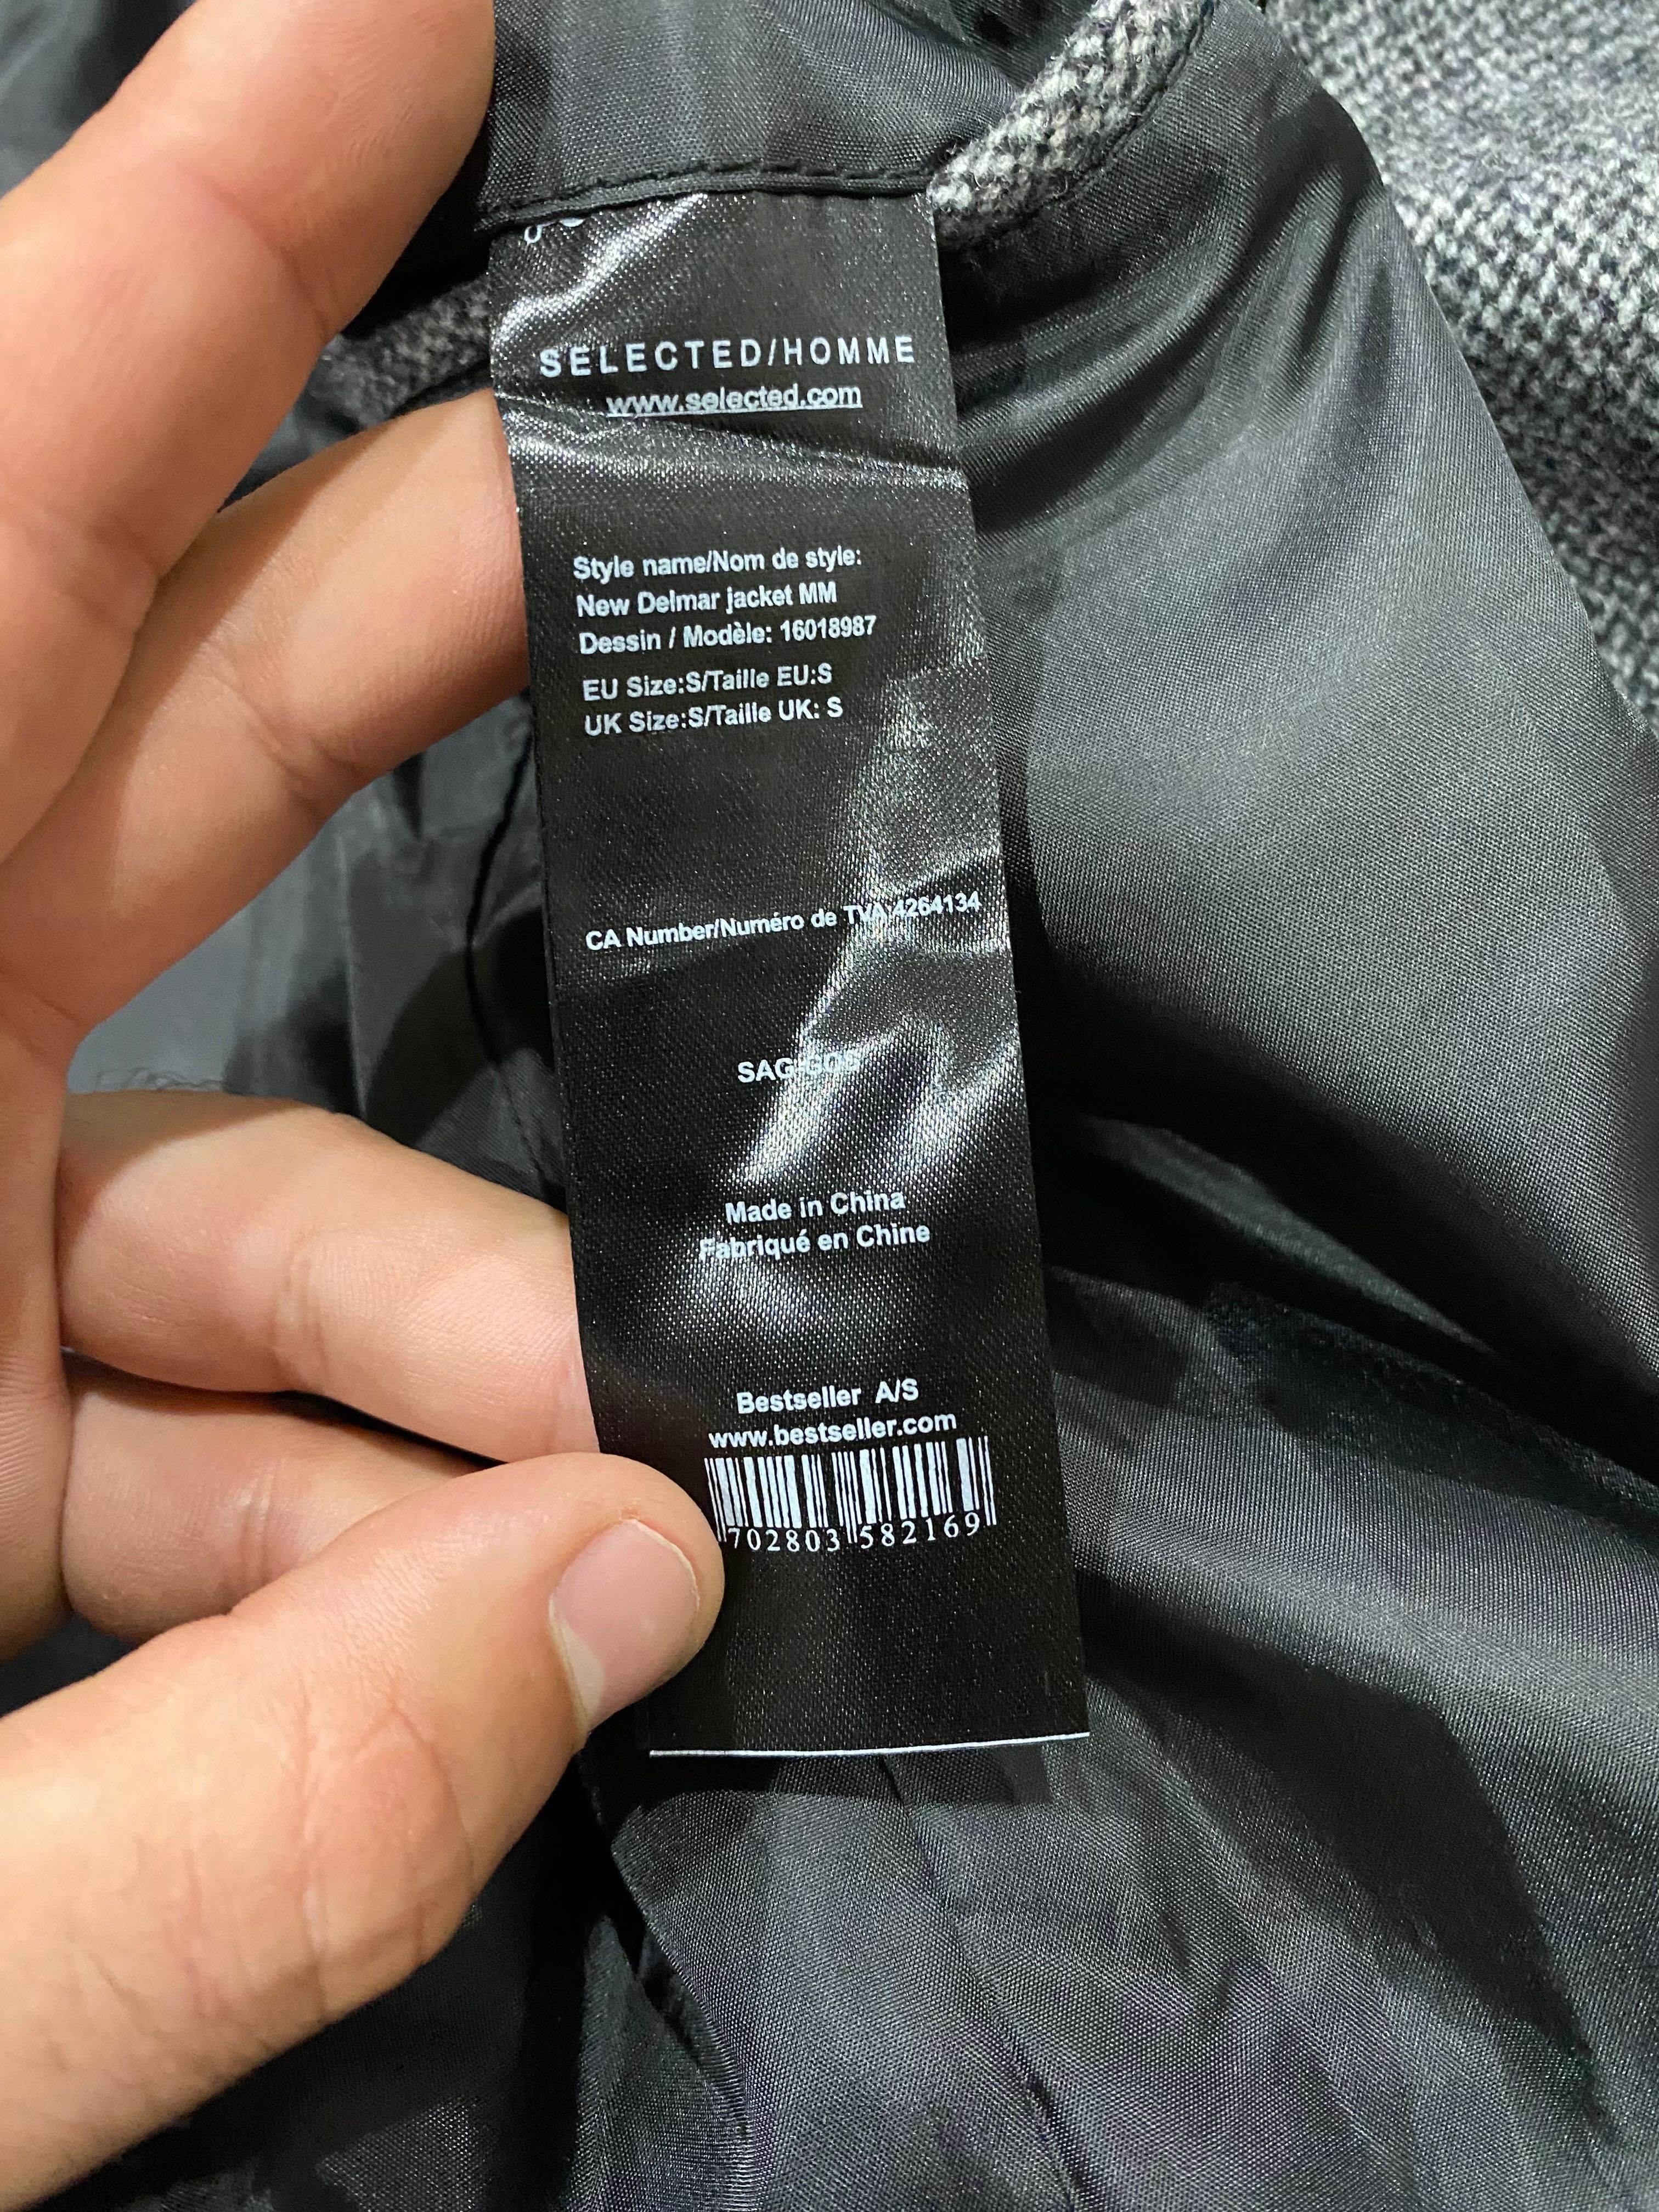 SELECTED/HOMME
www.selected.com
Style name/Nom de style:
New Delmar jacket MM
Dessin / Modèle: 16018987
EU Size:S/Taille EU:S
UK Size:S/Taille UK: S
CA Number/Numéro de TVA 4264134
Made in China
Fabriqué en Chine
Bestseller A/S
www.bestseller.com
702803 582169